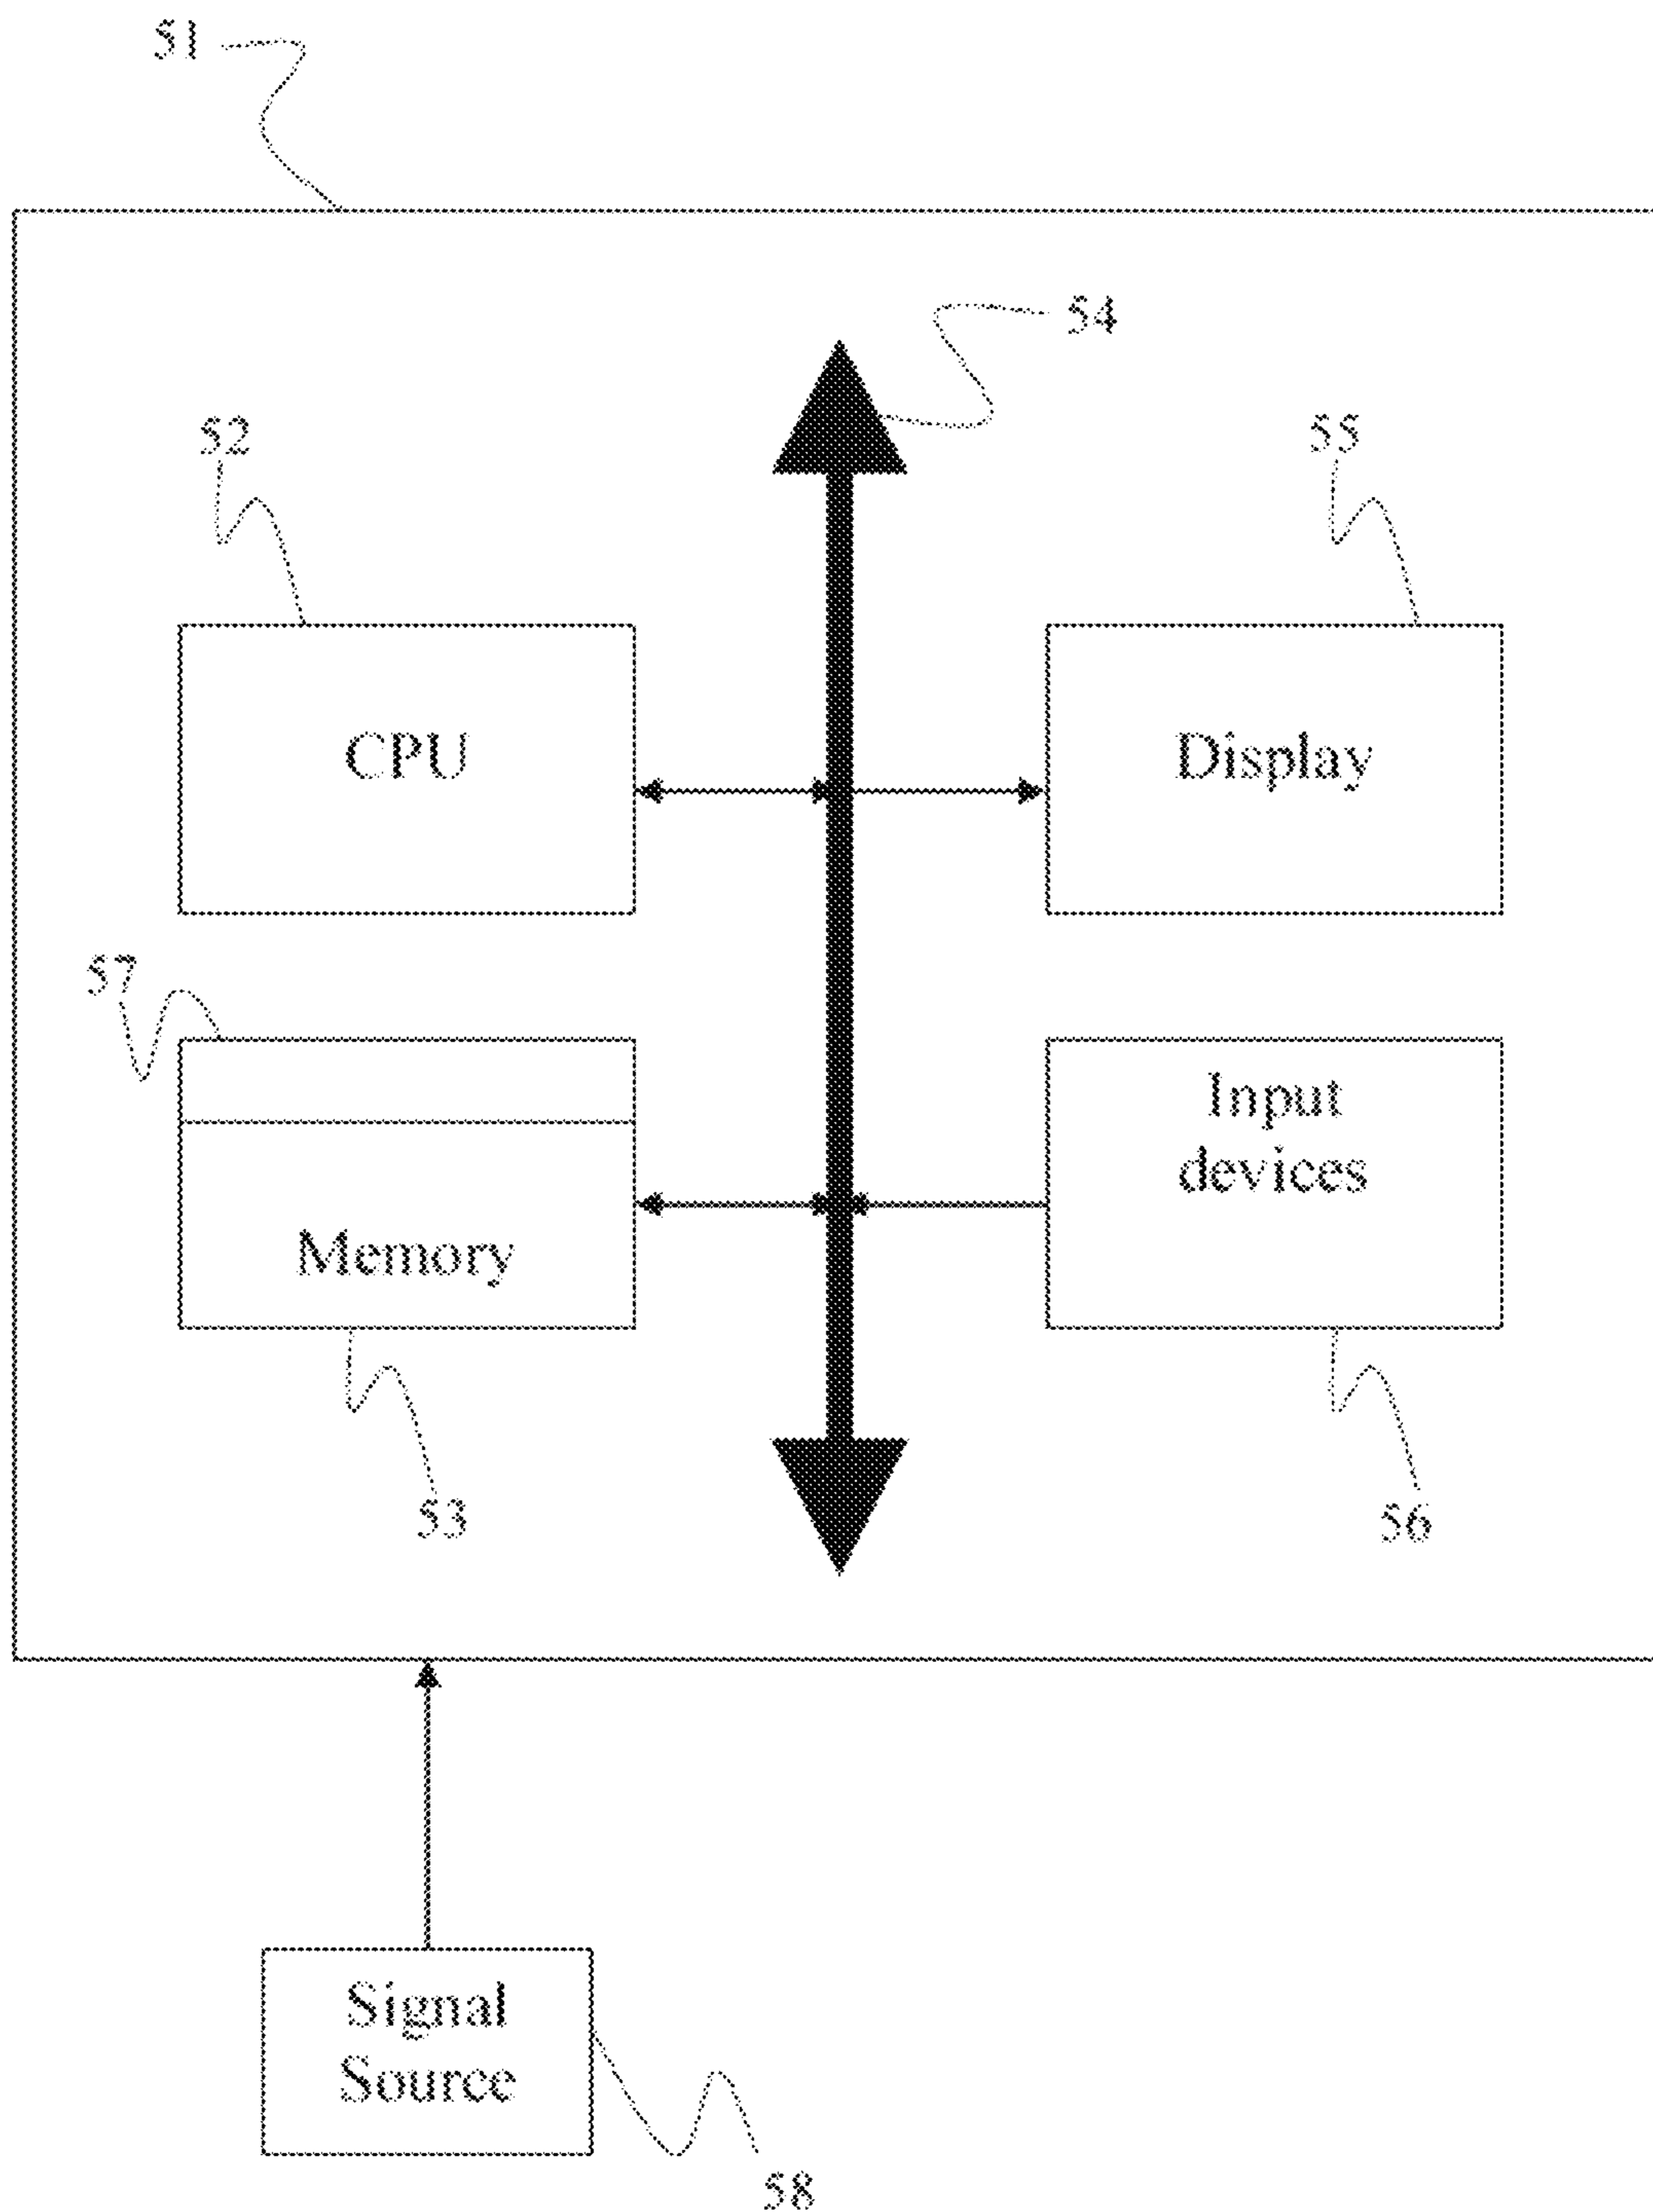 51
54
52
55
CPU
Display
57
Input
devices
Memory
53
56
Signal
Source
58